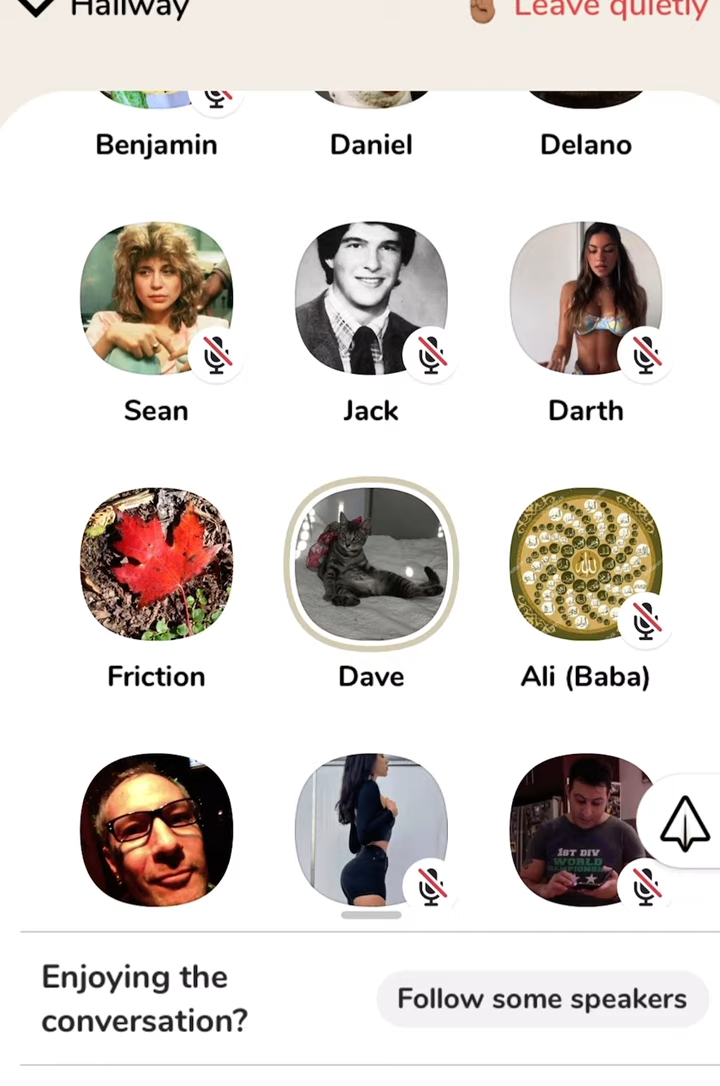 Hallway
Leave quietly
Benjamin
Daniel
Delano
Sean
Jack
Darth
Friction
Dave
Ali (Baba)
1ST DIV
WORLD
Enjoying the
conversation?
Follow some speakers